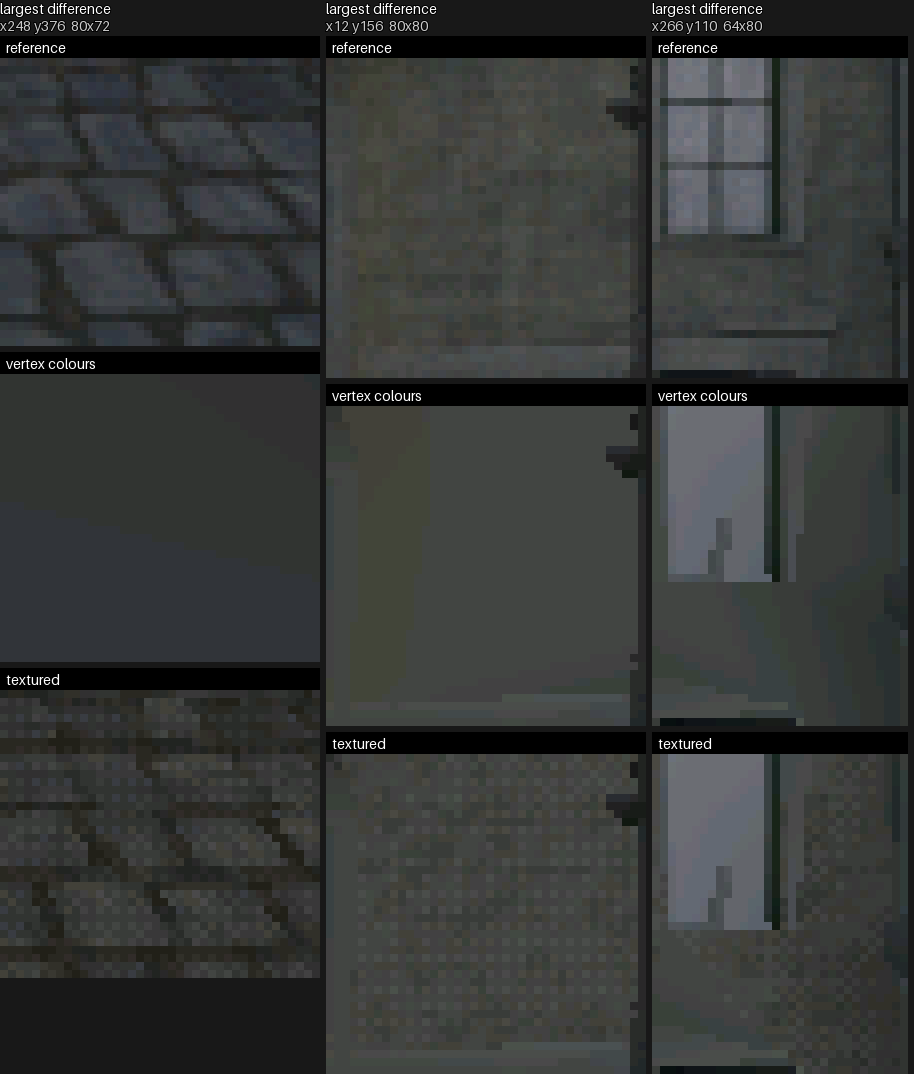 largest difference
x248 y376 80x72
reference
vertex colours
textured
largest difference
x12 y156 80x80
reference
vertex colours
textured
largest difference
x266 y110 64x80
reference
vertex colours
textured